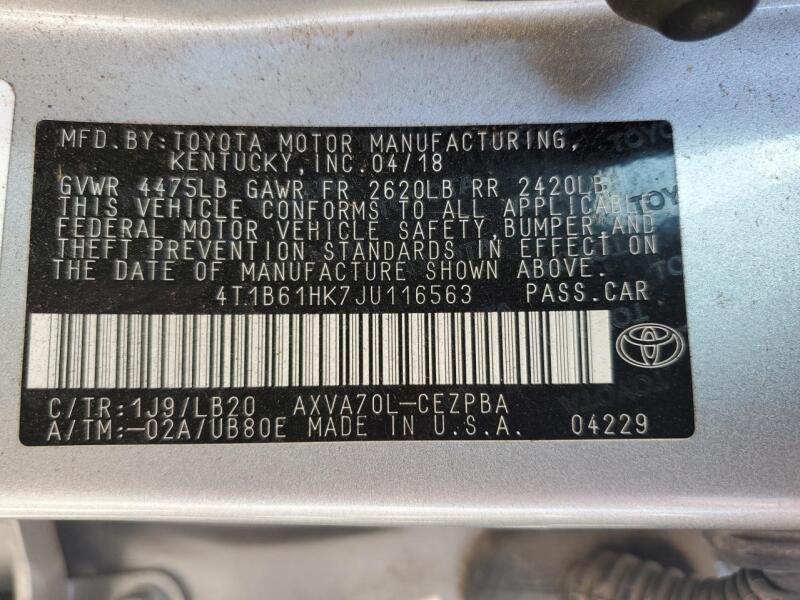 MFD.BY:TOYOTA MOTOR MANUFACTURING,
KENTUCKY,INC.04/18
GVWR 4475LB GAWR FR 2620LB RR 2420LB
THIS VEHICLE CONFORMS TO ALL APPLICABLE
FEDERAL MOTOR VEHICLE SAFETY,BUMPER,AND
THEFT PREVENTION STANDARDS IN EFFECT ON
THE DATE OF MANUFACTURE SHOWN ABOVE.
4T1B61HK7JU116563 PASS.CAR
C/TR:1J9/LB20 AXVA70L-CEZPBA
A/TM:-02A/UB80E MADE IN U.S.A. 04229